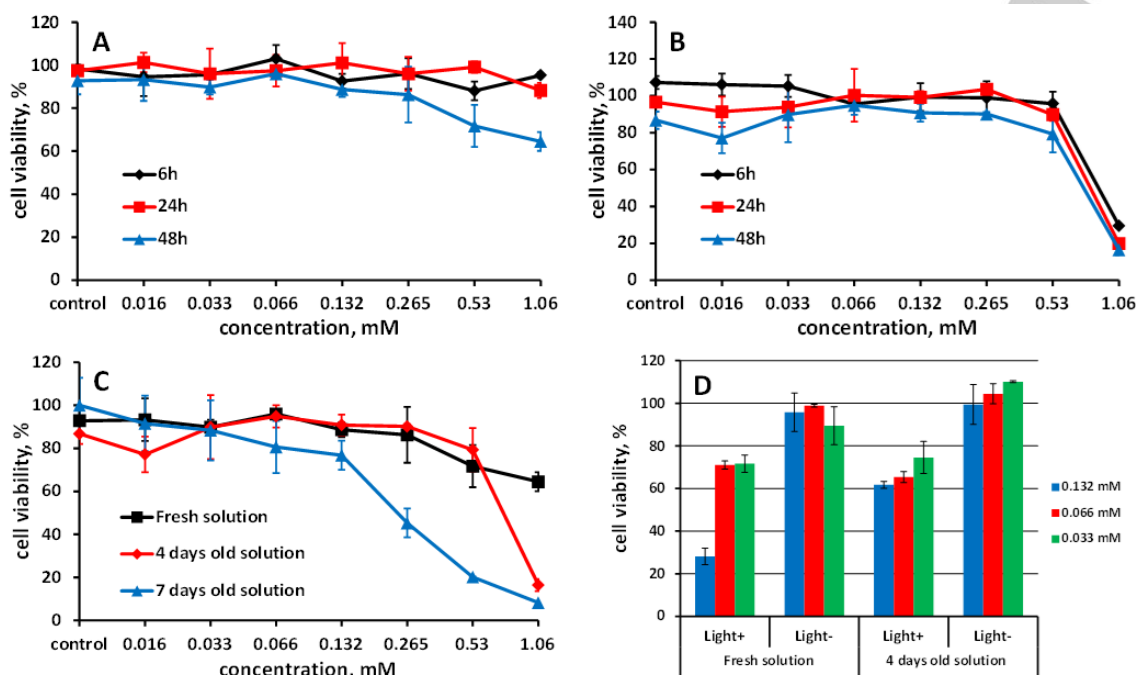 120
100
80
60
40
20
0
cell viability, %
A
6h
24h
48h
control 0.016 0.033 0.066 0.132 0.265 0.53 1.06
concentration, mM
140
120
100
80
60
40
20
0
cell viability, %
B
6h
24h
48h
control 0.016 0.033 0.066 0.132 0.265 0.53 1.06
concentration, mM
120
100
80
60
40
20
0
cell viability, %
C
Fresh solution
4 days old solution
7 days old solution
control 0.016 0.033 0.066 0.132 0.265 0.53 1.06
concentration, mM
120
100
80
60
40
20
0
cell viability, %
D
0.132 mM
0.066 mM
0.033 mM
Light+ Light- Light+ Light-
Fresh solution 4 days old solution